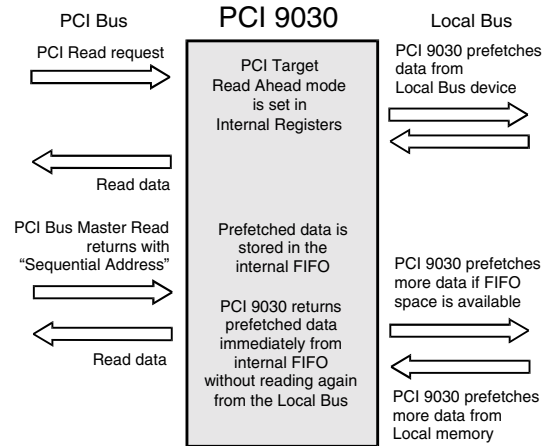 PCI Bus
PCI 9030
Local Bus
PCI Read request
PCI Target
Read Ahead mode
is set in
Internal Registers
PCI 9030 prefetches
data from
Local Bus device
Read data
PCI Bus Master Read
returns with
“Sequential Address”
Prefetched data is
stored in the
internal FIFO
PCI 9030 prefetches
more data if FIFO
space is available
PCI 9030 returns
prefetched data
immediately from
internal FIFO
without reading again
from the Local Bus
Read data
PCI 9030 prefetches
more data from
Local memory